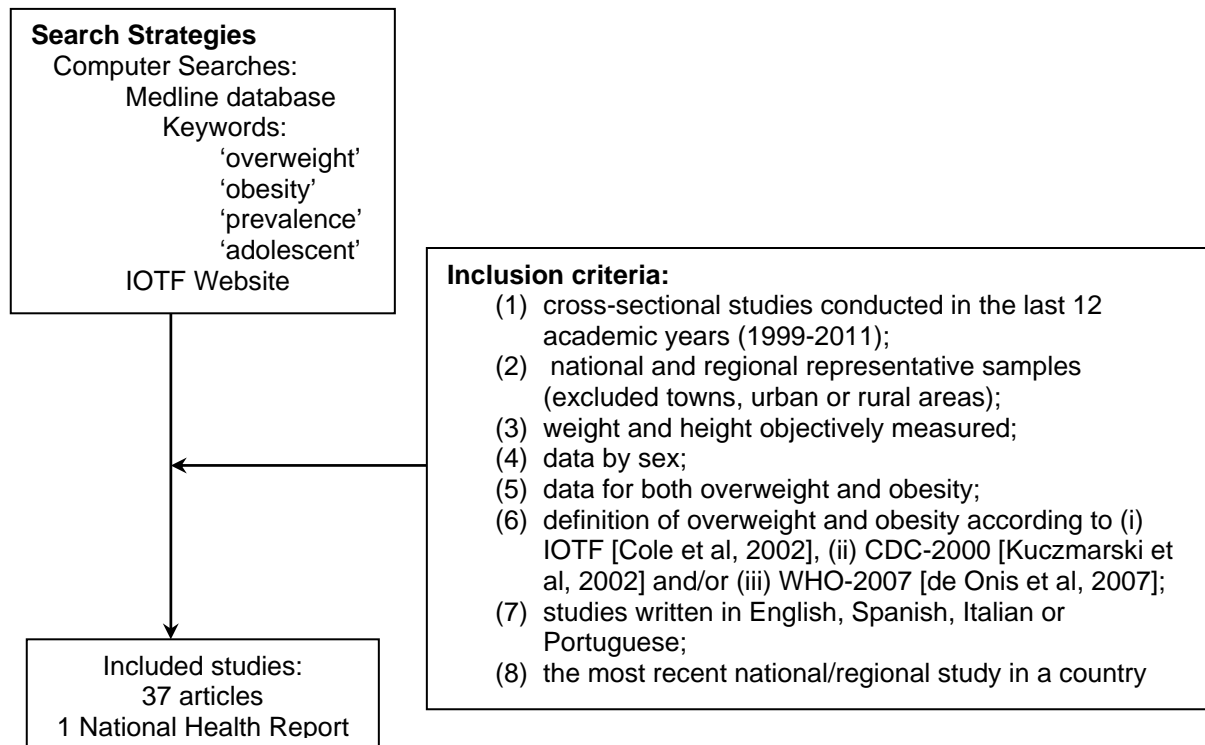 Search Strategies
Computer Searches:
Medline database
Keywords:
‘overweight’
‘obesity’
‘prevalence’
‘adolescent’
IOTF Website
Inclusion criteria:
(1) cross-sectional studies conducted in the last 12
academic years (1999-2011);
(2) national and regional representative samples
(excluded towns, urban or rural areas);
(3) weight and height objectively measured;
(4) data by sex;
(5) data for both overweight and obesity;
(6) definition of overweight and obesity according to (i)
IOTF [Cole et al, 2002], (ii) CDC-2000 [Kuczmarski et
al, 2002] and/or (iii) WHO-2007 [de Onis et al, 2007];
(7) studies written in English, Spanish, Italian or
Portuguese;
(8) the most recent national/regional study in a country
Included studies:
37 articles
1 National Health Report